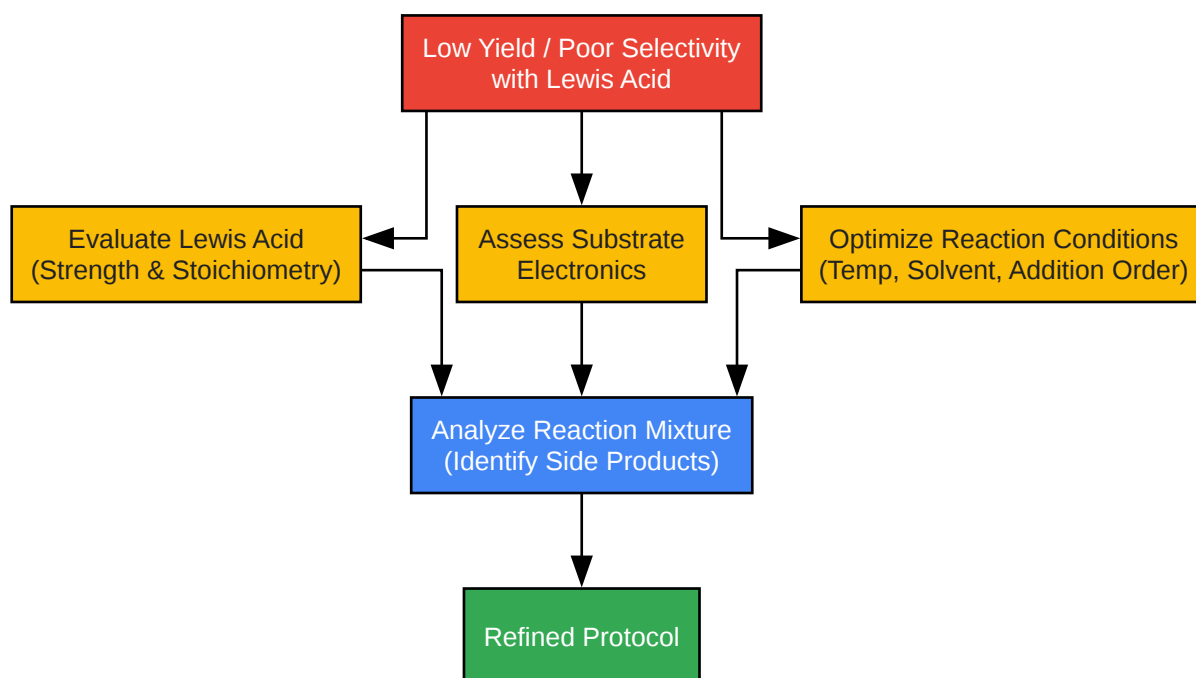 Low Yield / Poor Selectivity
with Lewis Acid
Evaluate Lewis Acid
(Strength & Stoichiometry)
Assess Substrate
Electronics
Optimize Reaction Conditions
(Temp, Solvent, Addition Order)
Analyze Reaction Mixture
(Identify Side Products)
Refined Protocol